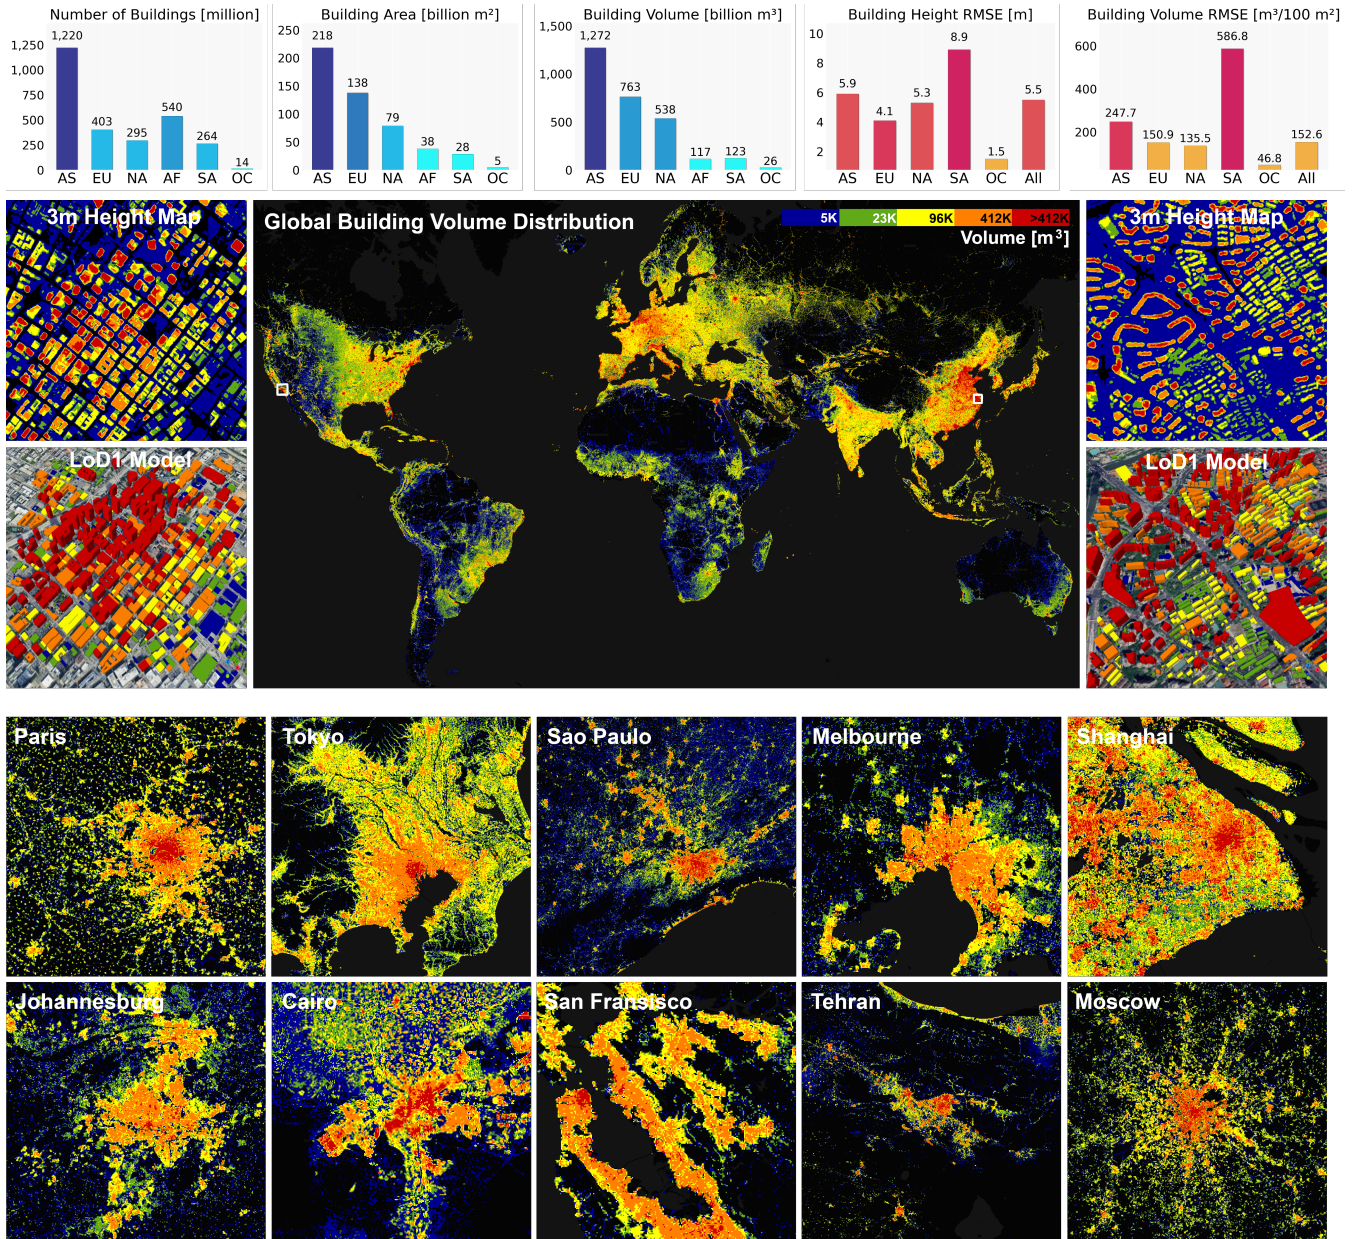 Number of Buildings [million]
1,250
1,000
750
500
250
0
1,220
403
295
540
264
14
AS EU NA AF SA OC
Building Area [billion m²]
250
200
150
100
50
0
218
138
79
38
28
5
AS EU NA AF SA OC
Building Volume [billion m³]
1,500
1,000
500
0
1,272
763
538
117
123
26
AS EU NA AF SA OC
Building Height RMSE [m]
10
8
6
4
2
5.9
4.1
5.3
8.9
1.5
5.5
AS EU NA SA OC All
Building Volume RMSE [m³/100 m²]
600
400
200
247.7
150.9
135.5
586.8
46.8
152.6
AS EU NA SA OC All
3m Height Map
Global Building Volume Distribution
5K 23K 96K 412K >412K
Volume [m³]
3m Height Map
LoD1 Model
LoD1 Model
Paris
Tokyo
Sao Paulo
Melbourne
Shanghai
Johannesburg
Cairo
San Fransisco
Tehran
Moscow